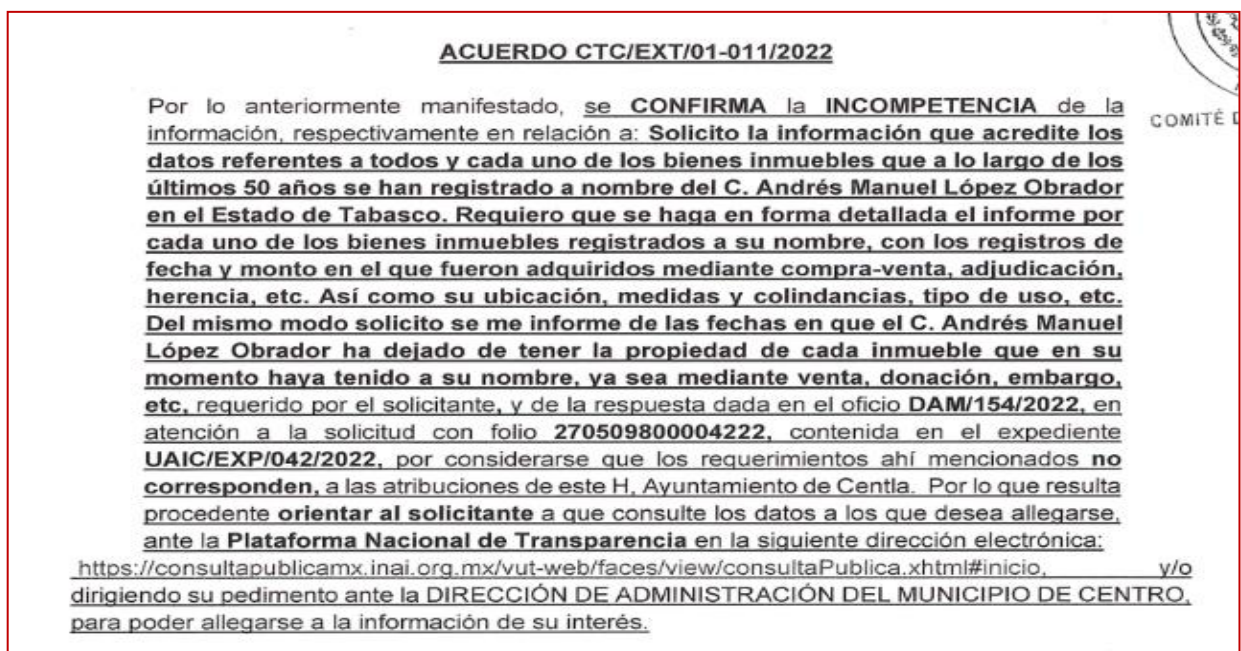 ACUERDO CTC/EXT/01-011/2022
Por lo anteriormente manifestado, se CONFIRMA la INCOMPETENCIA de la
COMITÉ
información, respectivamente en relación a: Solicito la información que acredite los
datos referentes a todos y cada uno de los bienes inmuebles que a lo largo de los
últimos 50 años se han registrado a nombre del C. Andrés Manuel López Obrador
en el Estado de Tabasco. Requiero que se haga en forma detallada el informe por
cada uno de los bienes inmuebles registrados a su nombre, con los registros de
fecha y monto en el que fueron adquiridos mediante compra-venta, adjudicación,
herencia, etc. Así como su ubicación, medidas y colindancias, tipo de uso, etc.
Del mismo modo solicito se me informe de las fechas en que el C. Andrés Manuel
López Obrador ha dejado de tener la propiedad de cada inmueble que en su
momento haya tenido a su nombre, ya sea mediante venta, donación, embargo,
etc, requerido por el solicitante, y de la respuesta dada en el oficio DAM/154/2022, en
atención a la solicitud con folio 270509800004222, contenida en el expediente
UAIC/EXP/042/2022, por considerarse que los requerimientos ahí mencionados no
corresponden, a las atribuciones de este H, Ayuntamiento de Centla. Por lo que resulta
procedente orientar al solicitante a que consulte los datos a los que desea allegarse,
ante la Plataforma Nacional de Transparencia en la siguiente dirección electrónica:
https://consultapublicamx.inai.org.mx/vut-web/faces/view/consultaPublica.xhtml#inicio, y/o
dirigiendo su pedimento ante la DIRECCIÓN DE ADMINISTRACIÓN DEL MUNICIPIO DE CENTRO,
para poder allegarse a la información de su interés.